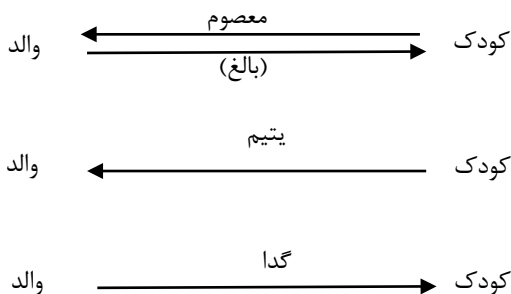 معصوم
کودک والد
(بالغ)
یتیم
کودک والد
گدا
کودک والد